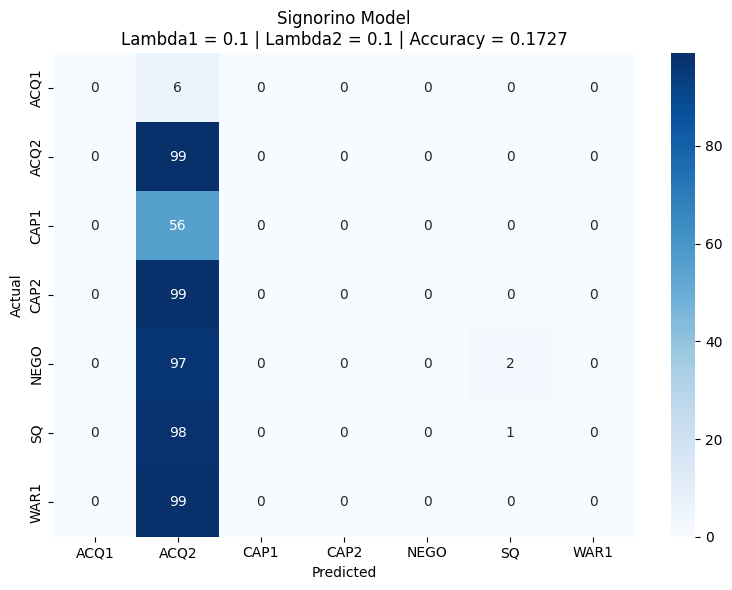 Signorino Model
Lambda1 = 0.1 | Lambda2 = 0.1 | Accuracy = 0.1727
ACQ1 0 6 0 0 0 0 0
ACQ2 0 99 0 0 0 0 0
CAP1 0 56 0 0 0 0 0
CAP2 0 99 0 0 0 0 0
NEGO 0 97 0 0 0 2 0
SQ 0 98 0 0 0 1 0
WAR1 0 99 0 0 0 0 0
ACQ1 ACQ2 CAP1 CAP2 NEGO SQ WAR1
Predicted
Actual
80
60
40
20
0